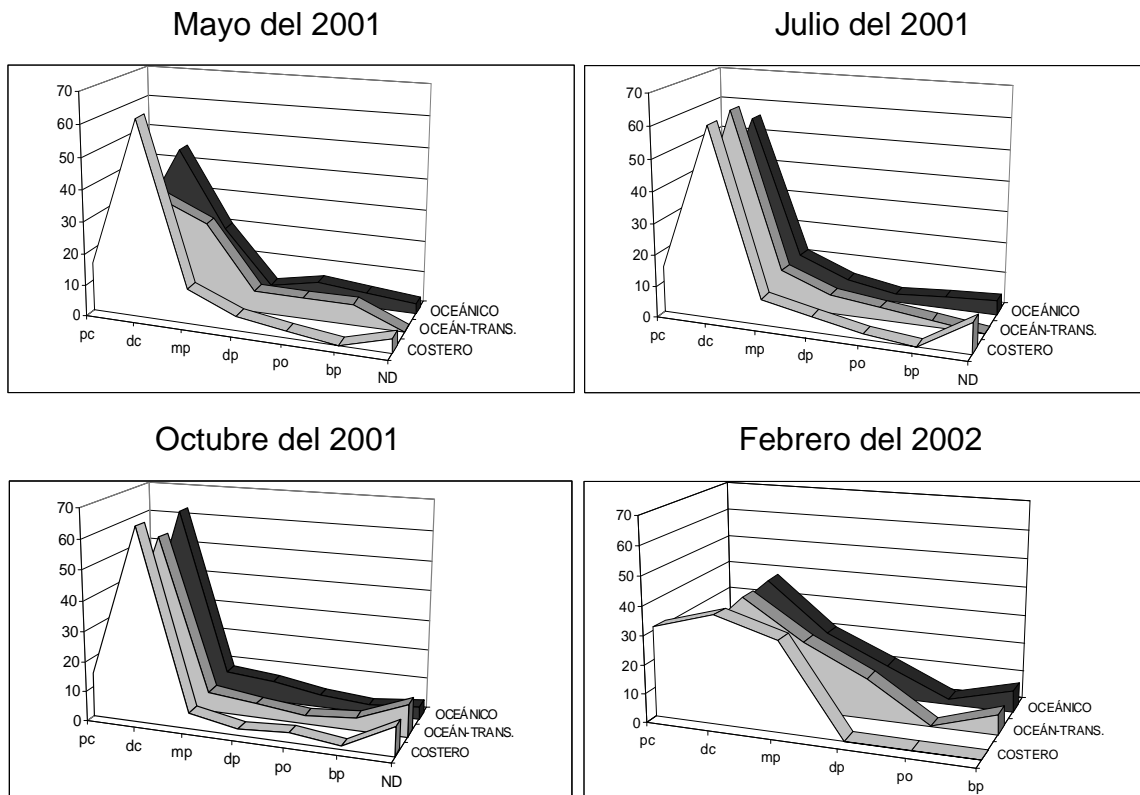 Mayo del 2001
70
60
50
40
30
20
10
0
pc
dc
mp
dp
po
bp
ND
OCEÁNICO
OCEÁN-TRANS.
COSTERO
Julio del 2001
70
60
50
40
30
20
10
0
pc
dc
mp
dp
po
bp
ND
OCEÁNICO
OCEÁN-TRANS.
COSTERO
Octubre del 2001
70
60
50
40
30
20
10
0
pc
dc
mp
dp
po
bp
ND
OCEÁNICO
OCEÁN-TRANS.
COSTERO
Febrero del 2002
70
60
50
40
30
20
10
0
pc
dc
mp
dp
po
bp
OCEÁNICO
OCEÁN-TRANS.
COSTERO